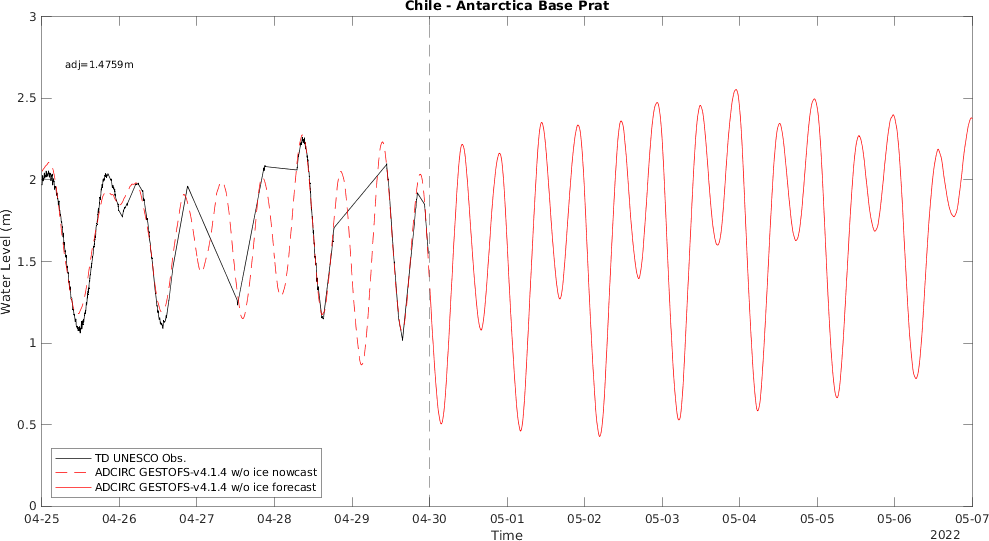 Chile - Antarctica Base Prat
adj=1.4759m
3
2.5
2
1.5
1
0.5
0
Water Level (m)
TD UNESCO Obs.
ADCIRC GESTOFS-v4.1.4 w/o ice nowcast
ADCIRC GESTOFS-v4.1.4 w/o ice forecast
04-25 04-26 04-27 04-28 04-29 04-30 05-01 05-02 05-03 05-04 05-05 05-06 05-07
Time
2022